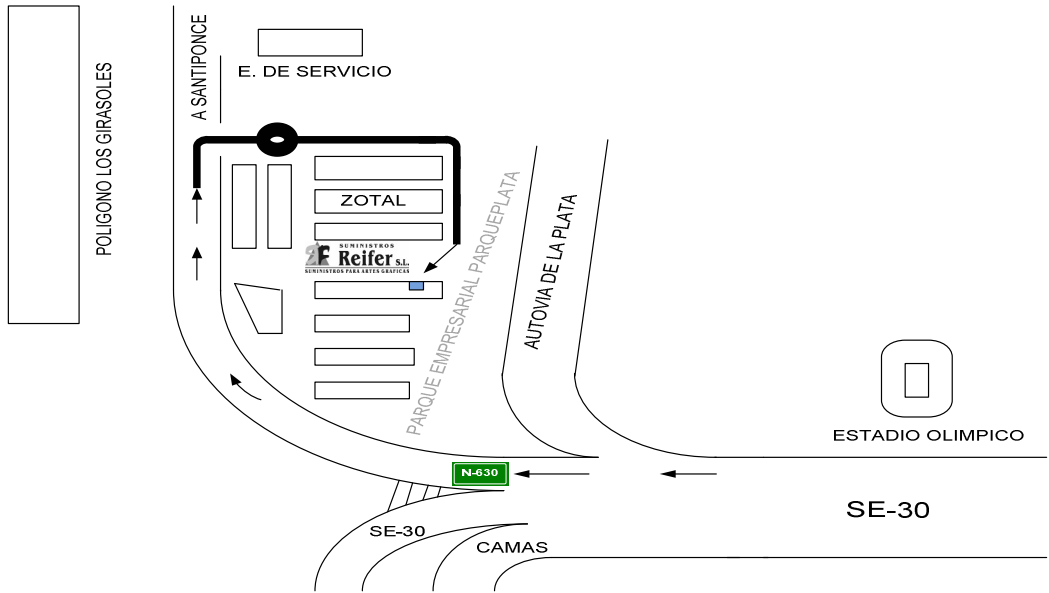 A SANTIPONCE
E. DE SERVICIO
POLIGONO LOS GIRASOLES
ZOTAL
SUMINISTROS
Reifer S.L.
SUMINISTROS PARA ARTES GRAFICAS
PARQUE EMPRESARIAL PARQUEPLATA
AUTOVIA DE LA PLATA
ESTADIO OLIMPICO
N-630
SE-30
SE-30
CAMAS